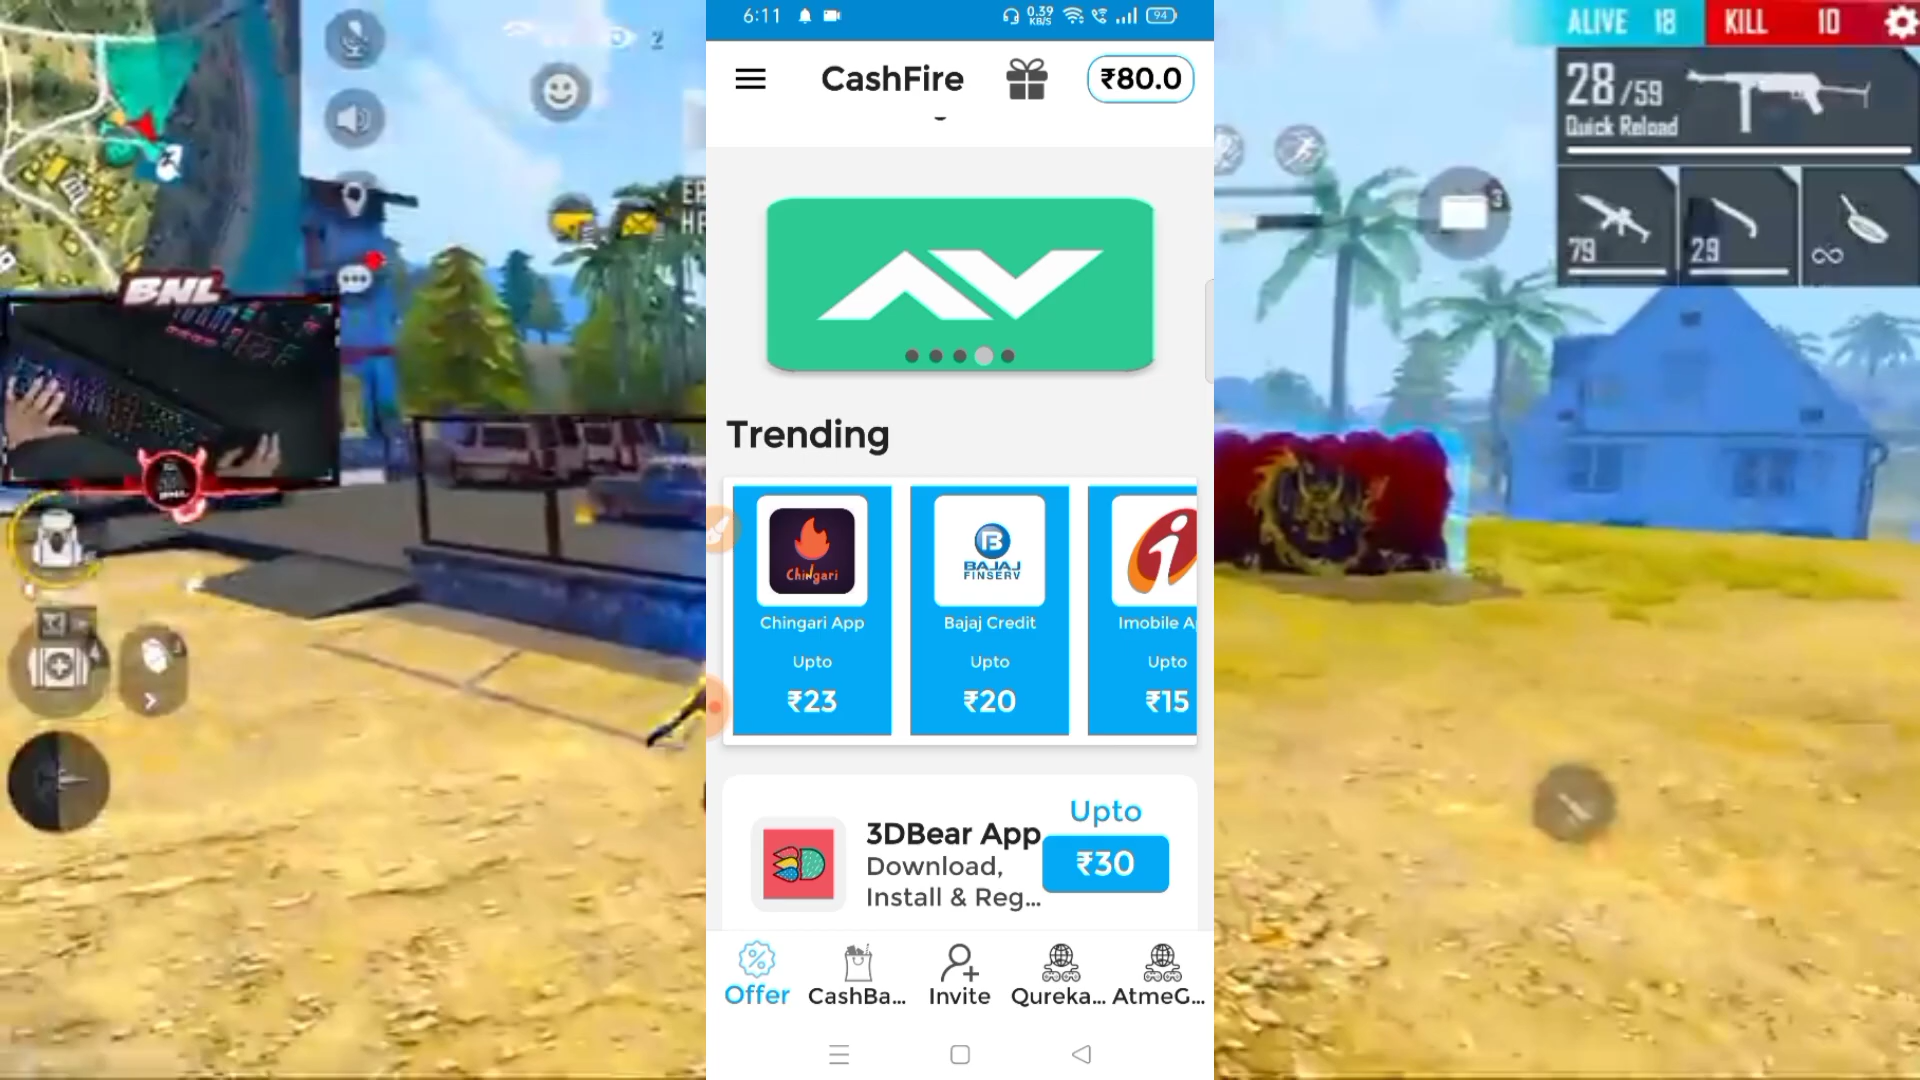 6:11
0.39
KB/S
94
CashFire
₹80.0
Trending
Chingari
Chingari App
Upto
₹23
BAJAJ
FINSERV
Bajaj Credit
Upto
₹20
Imobile A
Upto
₹15
3DBear App
Download,
Install & Reg...
Upto
₹30
Offer
CashBa...
Invite
Qureka...
AtmeG...
BNL
ALIVE 18
KILL 10
28/59
Quick Reload
79
29
∞
3